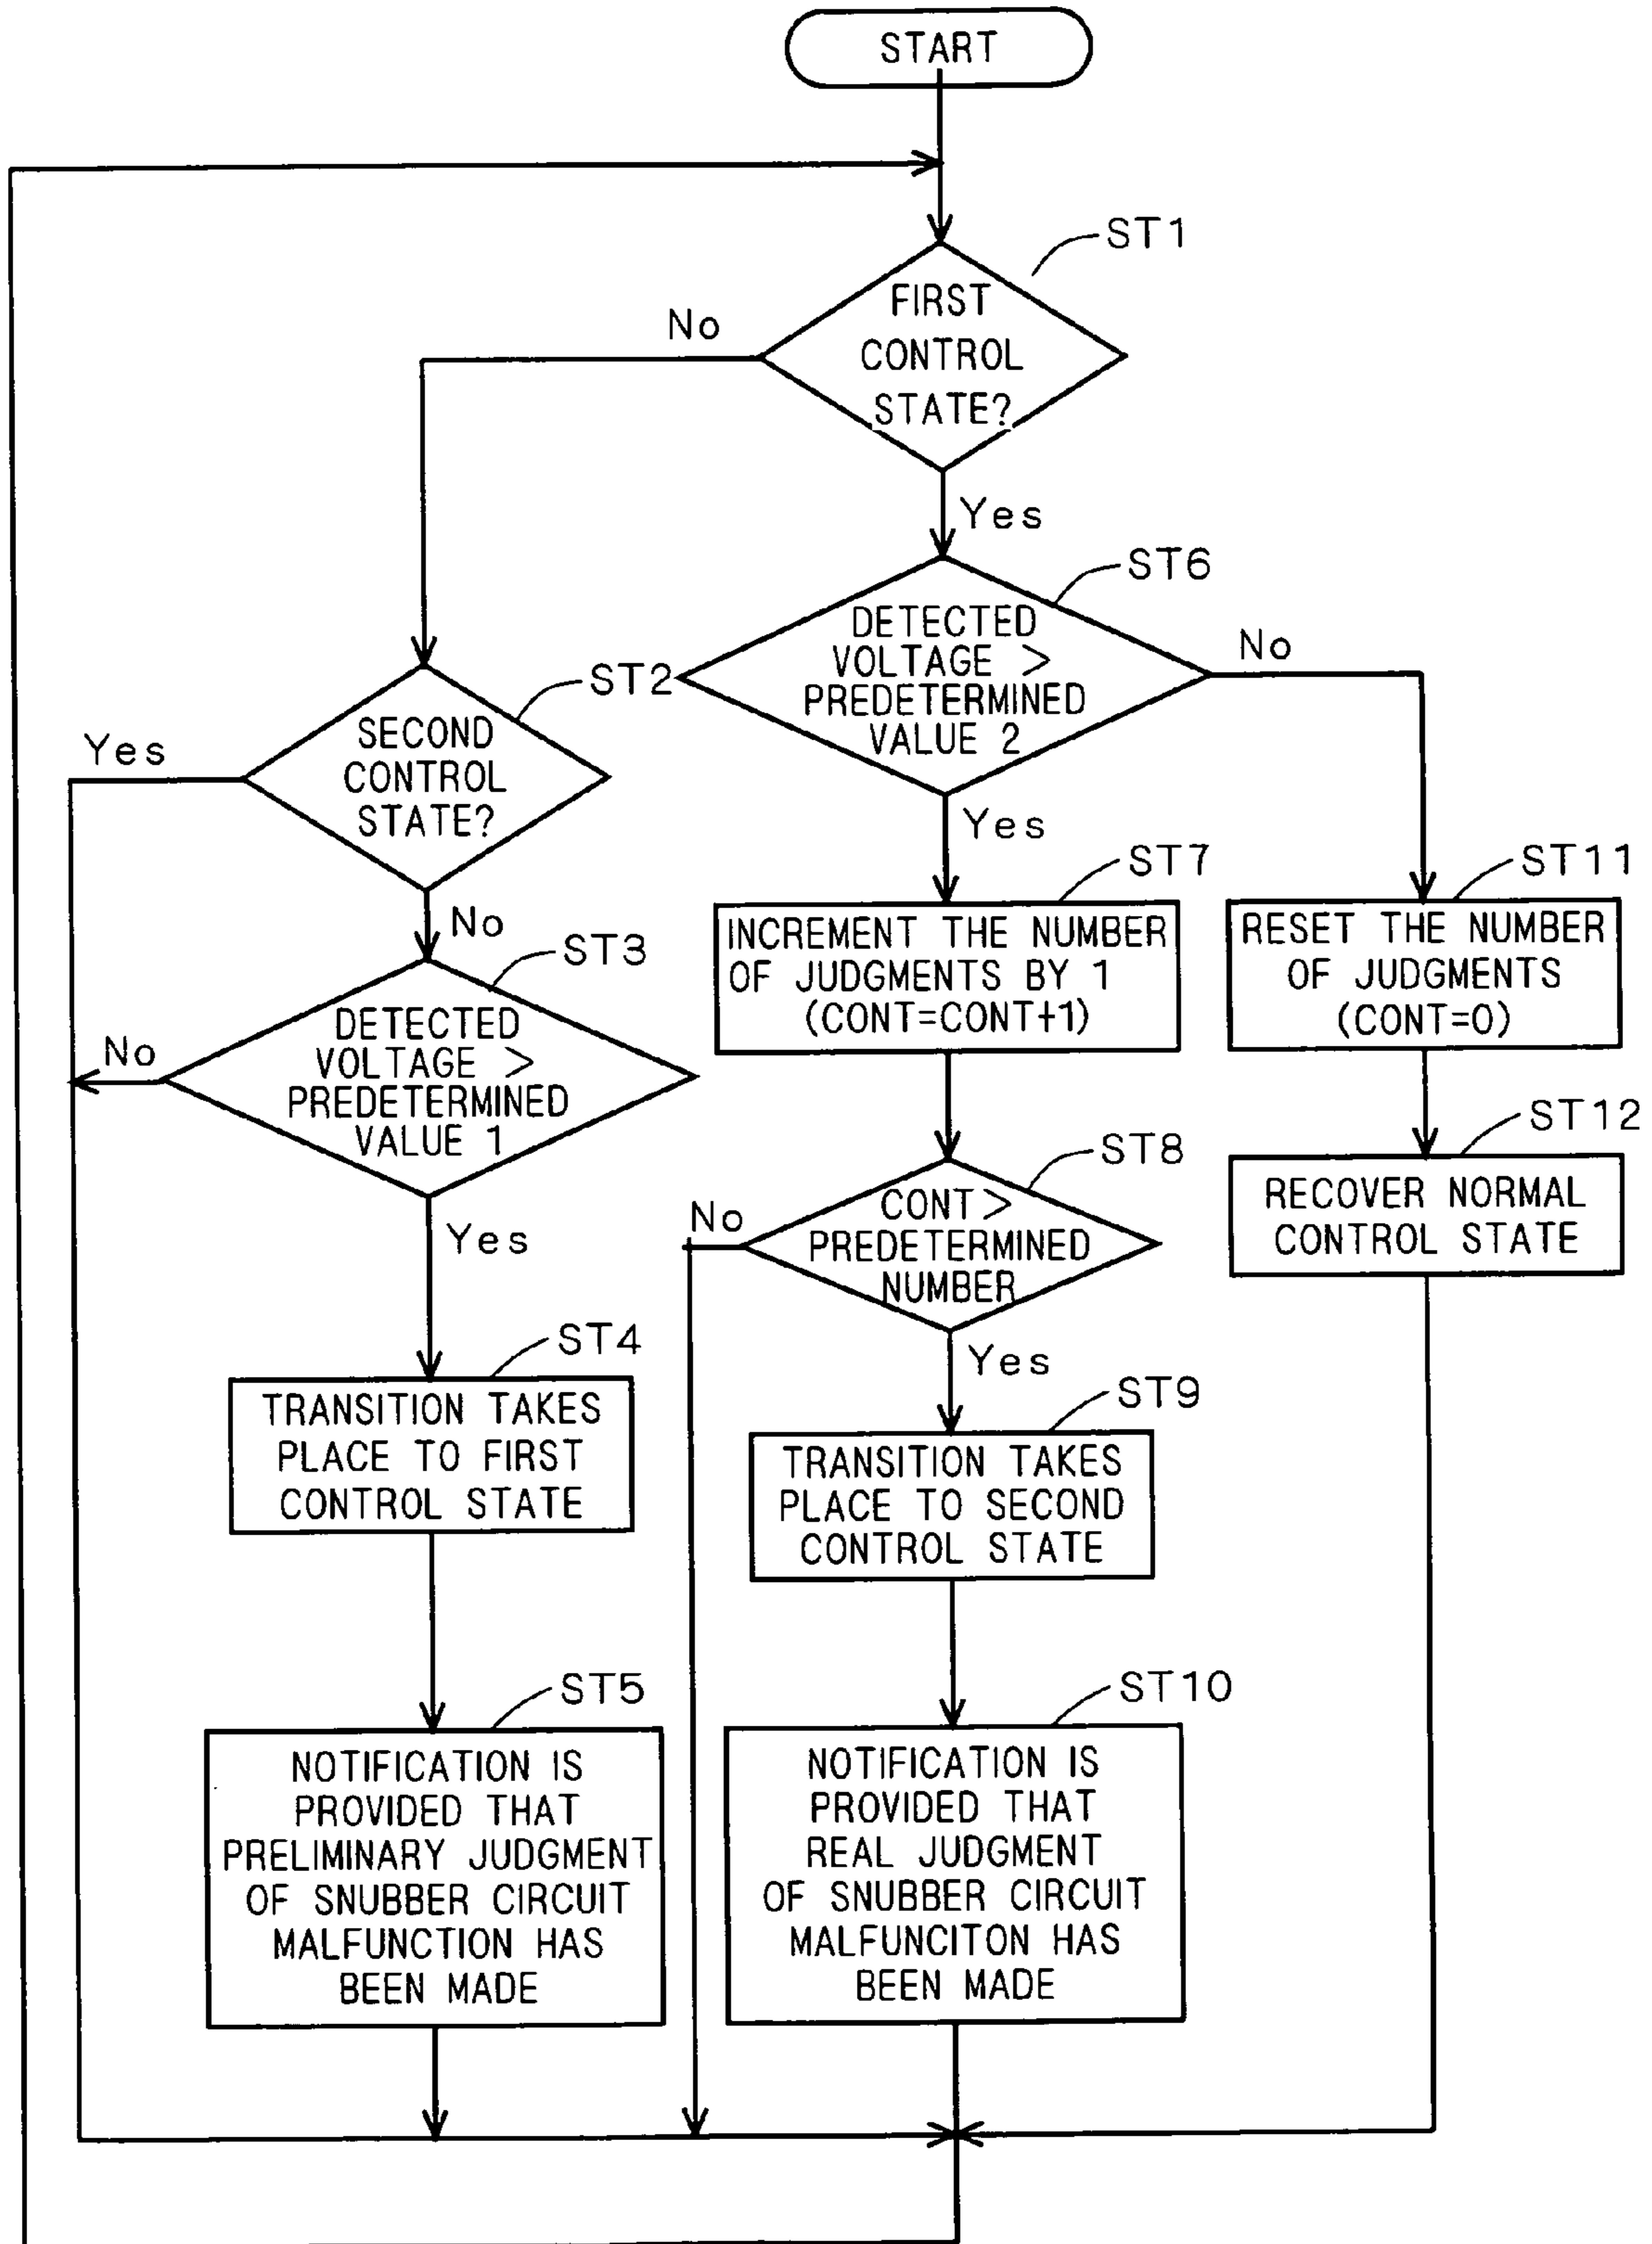 START
ST1
FIRST
CONTROL
STATE?
No
Yes
ST6
DETECTED
VOLTAGE >
PREDETERMINED
VALUE 2
No
Yes
ST2
SECOND
CONTROL
STATE?
Yes
No
ST3
DETECTED
VOLTAGE >
PREDETERMINED
VALUE 1
No
Yes
ST4
TRANSITION TAKES
PLACE TO FIRST
CONTROL STATE
ST5
NOTIFICATION IS
PROVIDED THAT
PRELIMINARY JUDGMENT
OF SNUBBER CIRCUIT
MALFUNCTION HAS
BEEN MADE
ST7
INCREMENT THE NUMBER
OF JUDGMENTS BY 1
(CONT=CONT+1)
ST8
CONT >
PREDETERMINED
NUMBER
No
Yes
ST9
TRANSITION TAKES
PLACE TO SECOND
CONTROL STATE
ST10
NOTIFICATION IS
PROVIDED THAT
REAL JUDGMENT
OF SNUBBER CIRCUIT
MALFUNCITON HAS
BEEN MADE
ST11
RESET THE NUMBER
OF JUDGMENTS
(CONT=0)
ST12
RECOVER NORMAL
CONTROL STATE